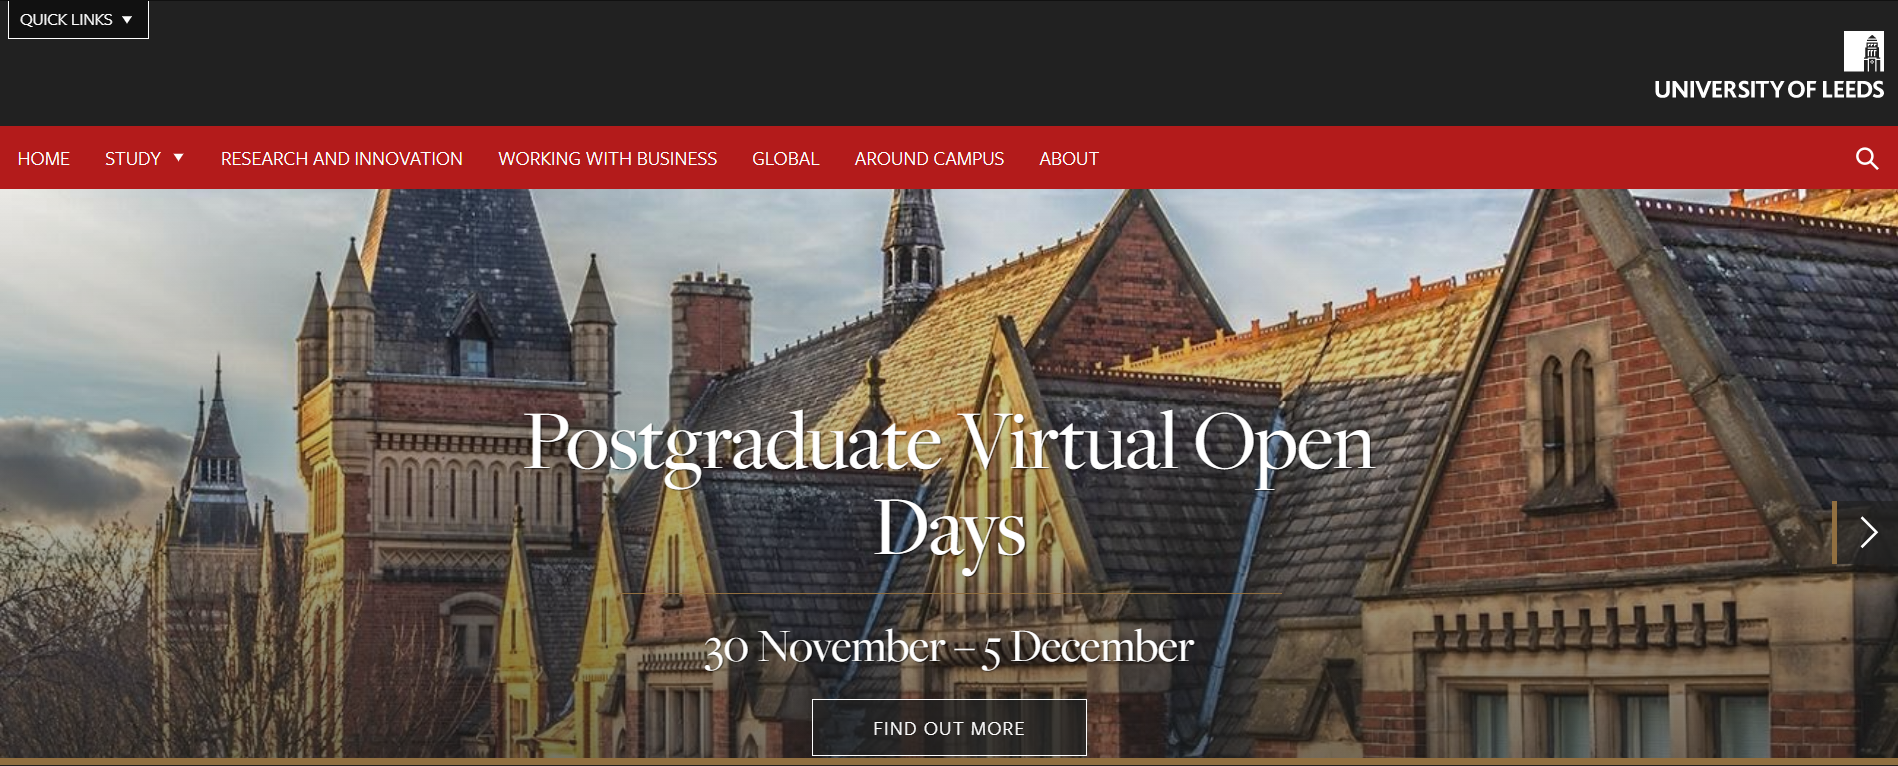 QUICK LINKS
UNIVERSITY OF LEEDS
HOME STUDY RESEARCH AND INNOVATION WORKING WITH BUSINESS GLOBAL AROUND CAMPUS ABOUT
Postgraduate Virtual Open
Days
30 November – 5 December
FIND OUT MORE